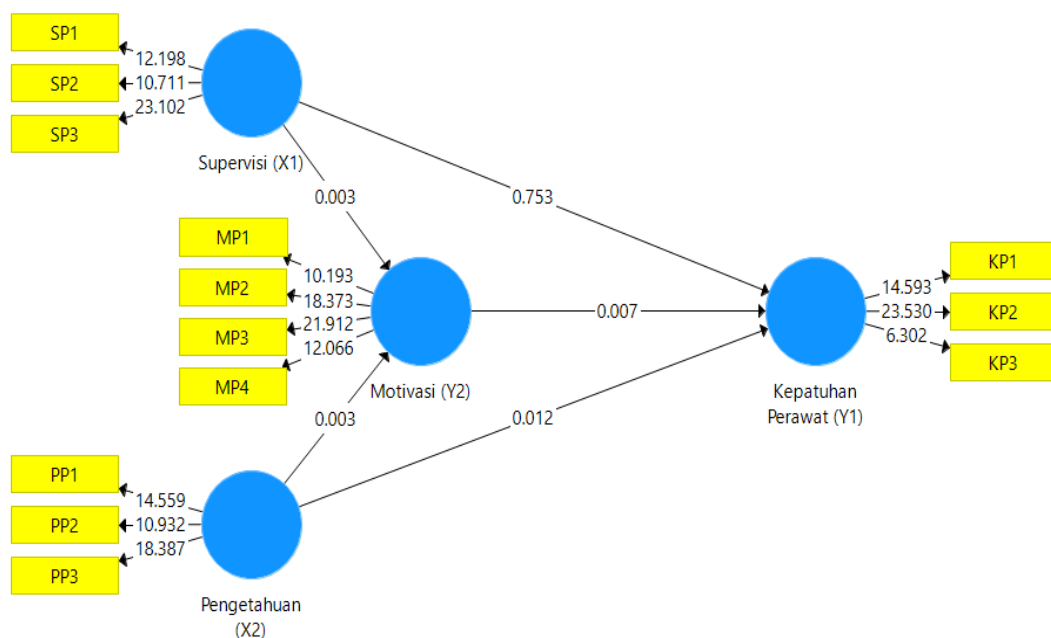 SP1
12.198
SP2
10.711
SP3
23.102
Supervisi (X1)
0.003
0.753
MP1
10.193
MP2
18.373
MP3
21.912
MP4
12.066
Motivasi (Y2)
0.007
KP1
14.593
KP2
23.530
KP3
6.302
Kepatuhan
Perawat (Y1)
0.003
0.012
PP1
14.559
PP2
10.932
PP3
18.387
Pengetahuan
(X2)